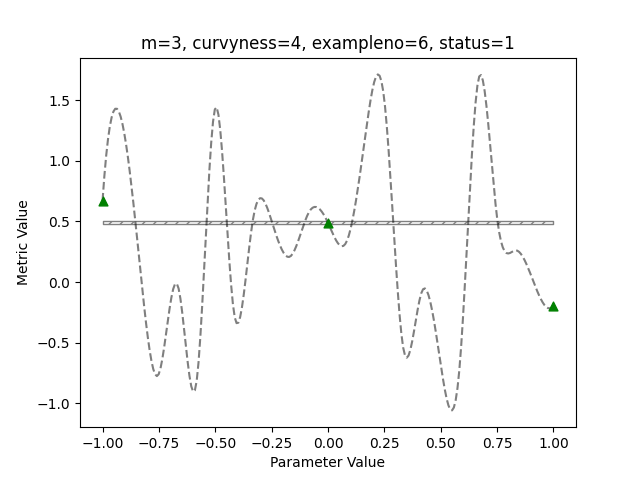 m=3, curvyness=4, exampleno=6, status=1
Metric Value
1.5
1.0
0.5
0.0
−0.5
−1.0
−1.00 −0.75 −0.50 −0.25 0.00 0.25 0.50 0.75 1.00
Parameter Value